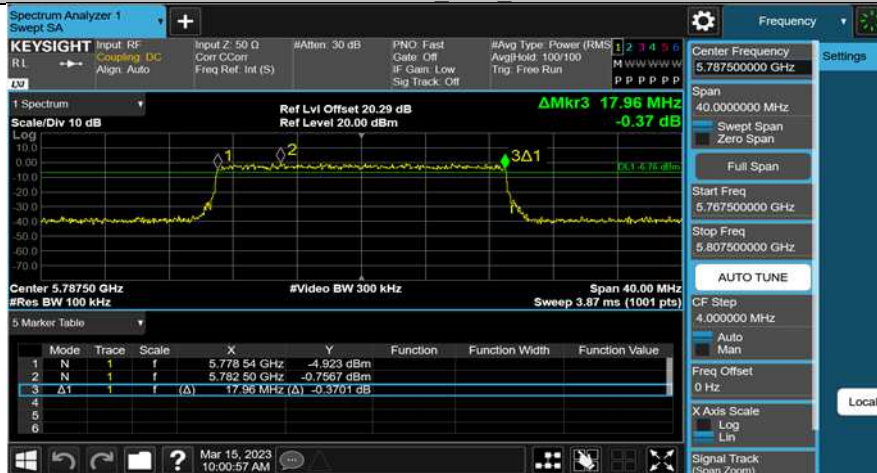 Spectrum Analyzer 1
Swept SA
+
Frequency
KEYSIGHT
RL
LXI
Input: RF
Coupling: DC
Align: Auto
Input Z: 50 Ω
Corr CCorr
Freq Ref: Int (S)
#Atten: 30 dB
PNO: Fast
Gate: Off
IF Gain: Low
Sig Track: Off
#Avg Type: Power (RMS
Avg|Hold: 100/100
Trig: Free Run
1 2 3 4 5 6
M W W W W W
P P P P P P
1 Spectrum
Scale/Div 10 dB
Ref Lvl Offset 20.29 dB
Ref Level 20.00 dBm
ΔMkr3 17.96 MHz
-0.37 dB
Log
10.0
0.00
-10.0
-20.0
-30.0
-40.0
-50.0
-60.0
-70.0
1
2
3Δ1
DL1 -6.76 dBm
Center 5.78750 GHz
#Video BW 300 kHz
Span 40.00 MHz
#Res BW 100 kHz
Sweep 3.87 ms (1001 pts)
5 Marker Table
Mode Trace Scale X Y Function Function Width Function Value
1 N 1 f 5.778 54 GHz -4.923 dBm
2 N 1 f 5.782 50 GHz -0.7567 dBm
3 Δ1 1 f (Δ) 17.96 MHz (Δ) -0.3701 dB
4
5
6
Mar 15, 2023
10:00:57 AM
?
Center Frequency
5.787500000 GHz
Settings
Span
40.0000000 MHz
Swept Span
Zero Span
Full Span
Start Freq
5.767500000 GHz
Stop Freq
5.807500000 GHz
AUTO TUNE
CF Step
4.000000 MHz
Auto
Man
Freq Offset
0 Hz
Local
X Axis Scale
Log
Lin
Signal Track
(Span Zoom)